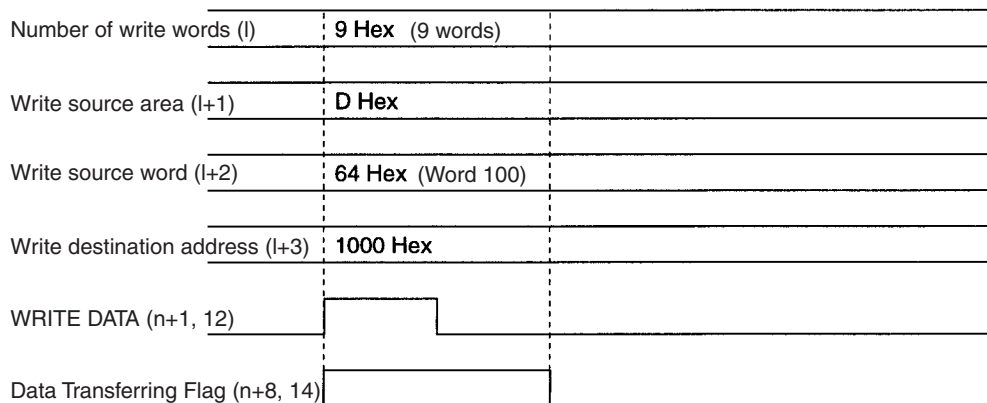 Number of write words (l) 9 Hex (9 words)
Write source area (l+1) D Hex
Write source word (l+2) 64 Hex (Word 100)
Write destination address (l+3) 1000 Hex
WRITE DATA (n+1, 12)
Data Transferring Flag (n+8, 14)